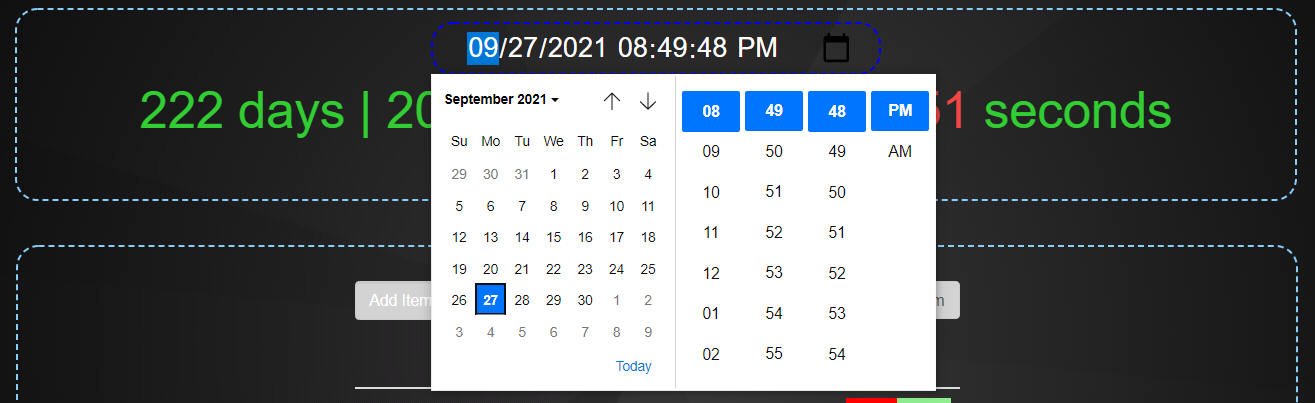 09/27/2021 08:49:48 PM
222 days | 20
51 seconds
September 2021
Su Mo Tu We Th Fr Sa
29 30 31 1 2 3 4
5 6 7 8 9 10 11
12 13 14 15 16 17 18
19 20 21 22 23 24 25
26 27 28 29 30 1 2
3 4 5 6 7 8 9
Today
08 49 48 PM
09 50 49 AM
10 51 50
11 52 51
12 53 52
01 54 53
02 55 54
Add Item